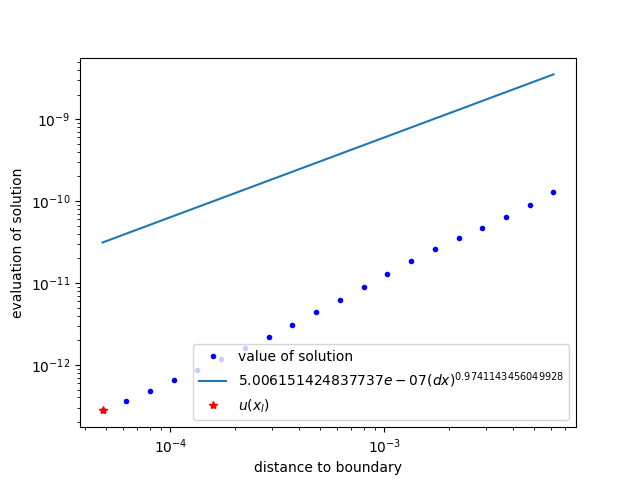 10⁻⁹
10⁻¹⁰
10⁻¹¹
10⁻¹²
evaluation of solution
value of solution
5.006151424837737e − 07(dx)^0.9741143456049928
u(x_l)
10⁻⁴
10⁻³
distance to boundary